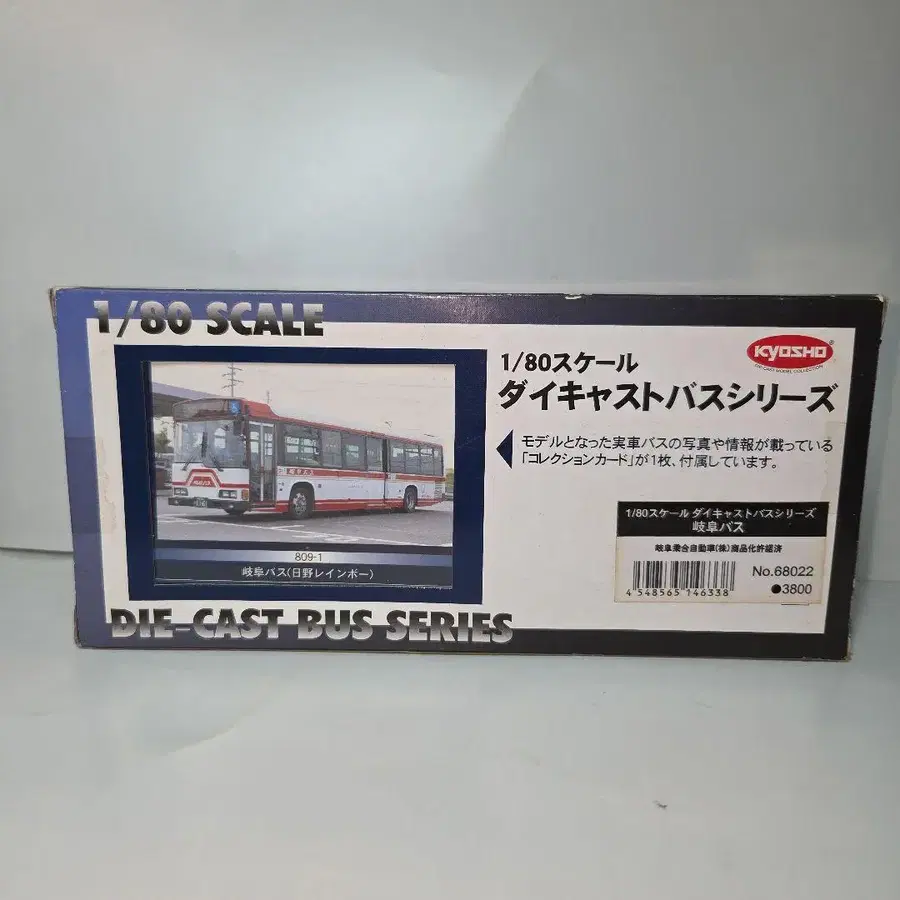 1/80 SCALE
KYOSHO
DIE-CAST MODEL COLLECTION
1/80スケール
ダイキャストバスシリーズ
モデルとなった実車バスの写真や情報が載っている
「コレクションカード」が1枚、付属しています。
809-1
岐阜バス(日野レインボー)
1/80スケール ダイキャストバスシリーズ
岐阜バス
岐阜乗合自動車(株)商品化許諾済
No.68022
4 548565 146338
●3800
DIE-CAST BUS SERIES